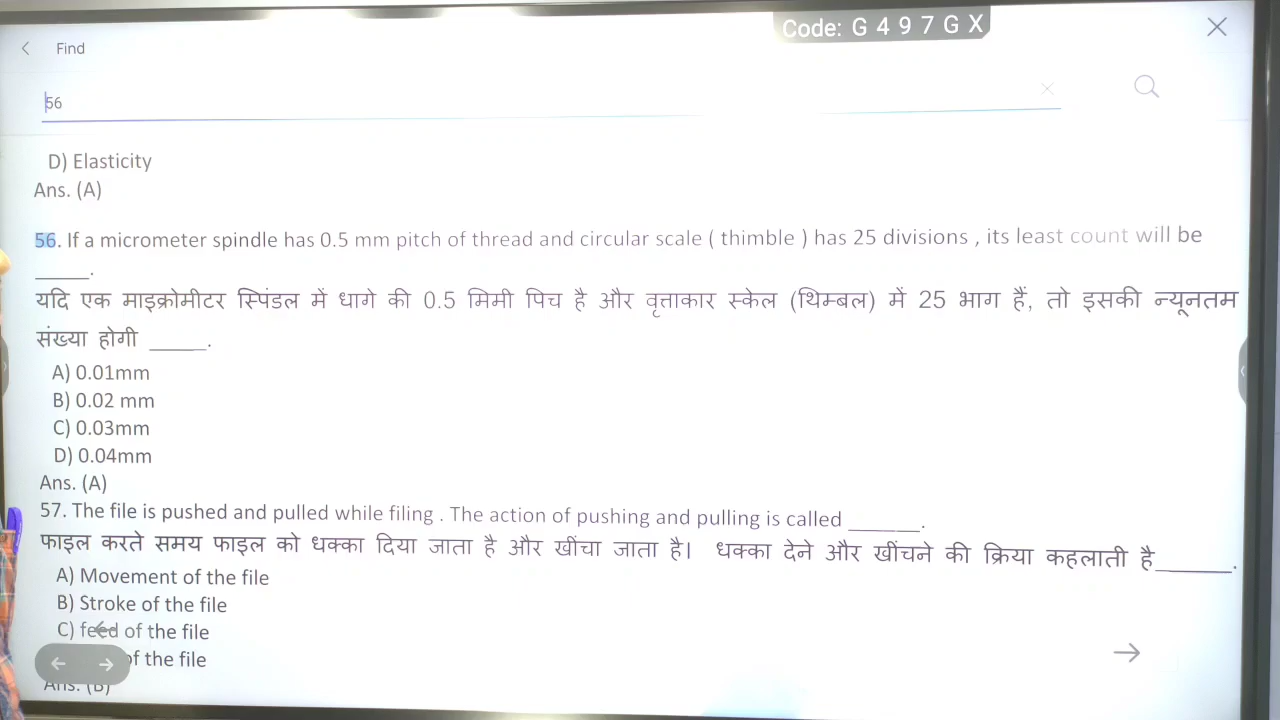 Code: G 4 9 7 G X
Find
56
D) Elasticity
Ans. (A)
56. If a micrometer spindle has 0.5 mm pitch of thread and circular scale ( thimble ) has 25 divisions , its least count will be
_____.
यदि एक माइक्रोमीटर स्पिंडल में धागे की 0.5 मिमी पिच है और वृत्ताकार स्केल (थिम्बल) में 25 भाग हैं, तो इसकी न्यूनतम
संख्या होगी _____.
A) 0.01mm
B) 0.02 mm
C) 0.03mm
D) 0.04mm
Ans. (A)
57. The file is pushed and pulled while filing . The action of pushing and pulling is called ______.
फाइल करते समय फाइल को धक्का दिया जाता है और खींचा जाता है। धक्का देने और खींचने की क्रिया कहलाती है______.
A) Movement of the file
B) Stroke of the file
C) feed of the file
of the file
Ans. (B)